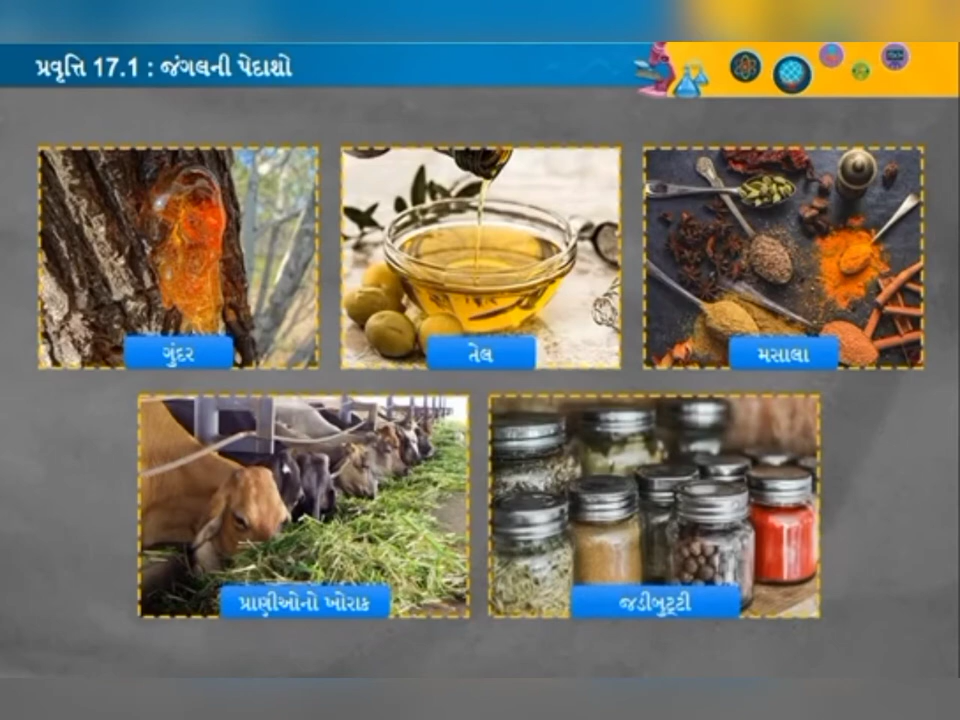 પ્રવૃત્તિ 17.1 : જંગલની પેદાશો
ગુંદર
તેલ
મસાલા
પ્રાણીઓનો ખોરાક
જડીબુટ્ટી